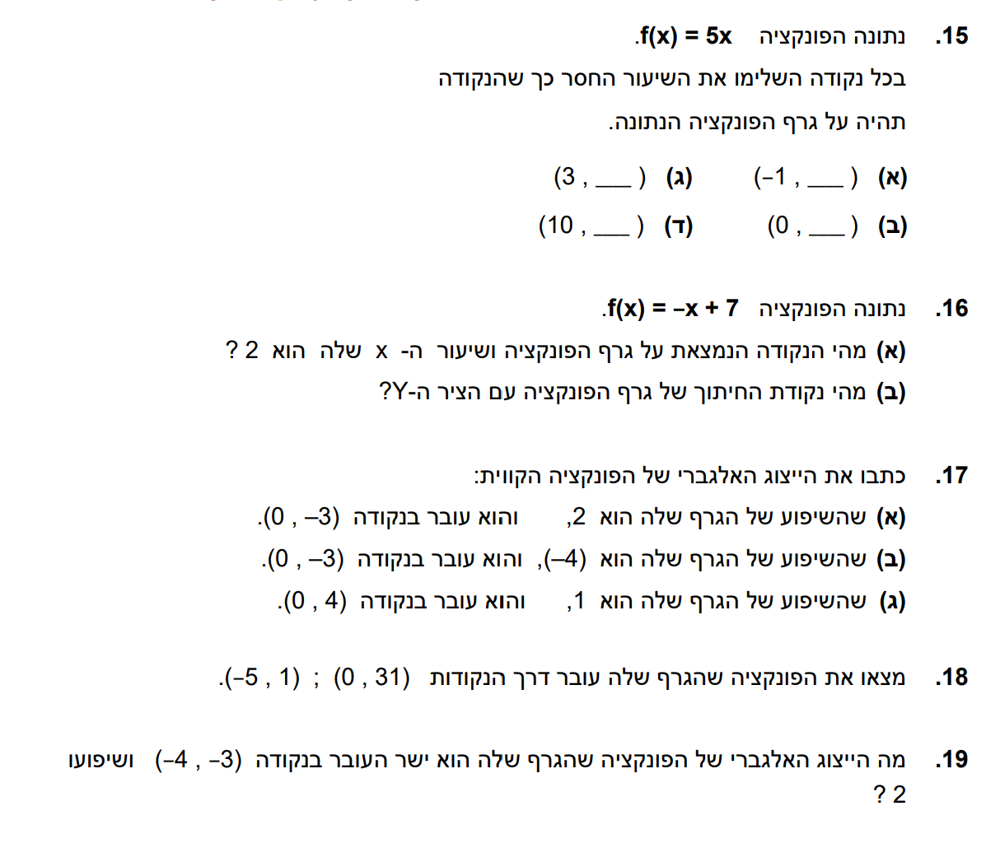 15. נתונה הפונקציה f(x) = 5x.
בכל נקודה השלימו את השיעור החסר כך שהנקודה
תהיה על גרף הפונקציה הנתונה.
(א) (–1 , ___ ) (ג) (3 , ___ )
(ב) (0 , ___ ) (ד) (10 , ___ )
16. נתונה הפונקציה f(x) = –x + 7.
(א) מהי הנקודה הנמצאת על גרף הפונקציה ושיעור ה- x שלה הוא 2 ?
(ב) מהי נקודת החיתוך של גרף הפונקציה עם הציר ה-Y?
17. כתבו את הייצוג האלגברי של הפונקציה הקווית:
(א) שהשיפוע של הגרף שלה הוא 2, והוא עובר בנקודה (0 , –3).
(ב) שהשיפוע של הגרף שלה הוא (–4), והוא עובר בנקודה (0 , –3).
(ג) שהשיפוע של הגרף שלה הוא 1, והוא עובר בנקודה (0 , 4).
18. מצאו את הפונקציה שהגרף שלה עובר דרך הנקודות (0 , 31) ; (–5 , 1).
19. מה הייצוג האלגברי של הפונקציה שהגרף שלה הוא ישר העובר בנקודה (–4 , –3) ושיפועו
2 ?